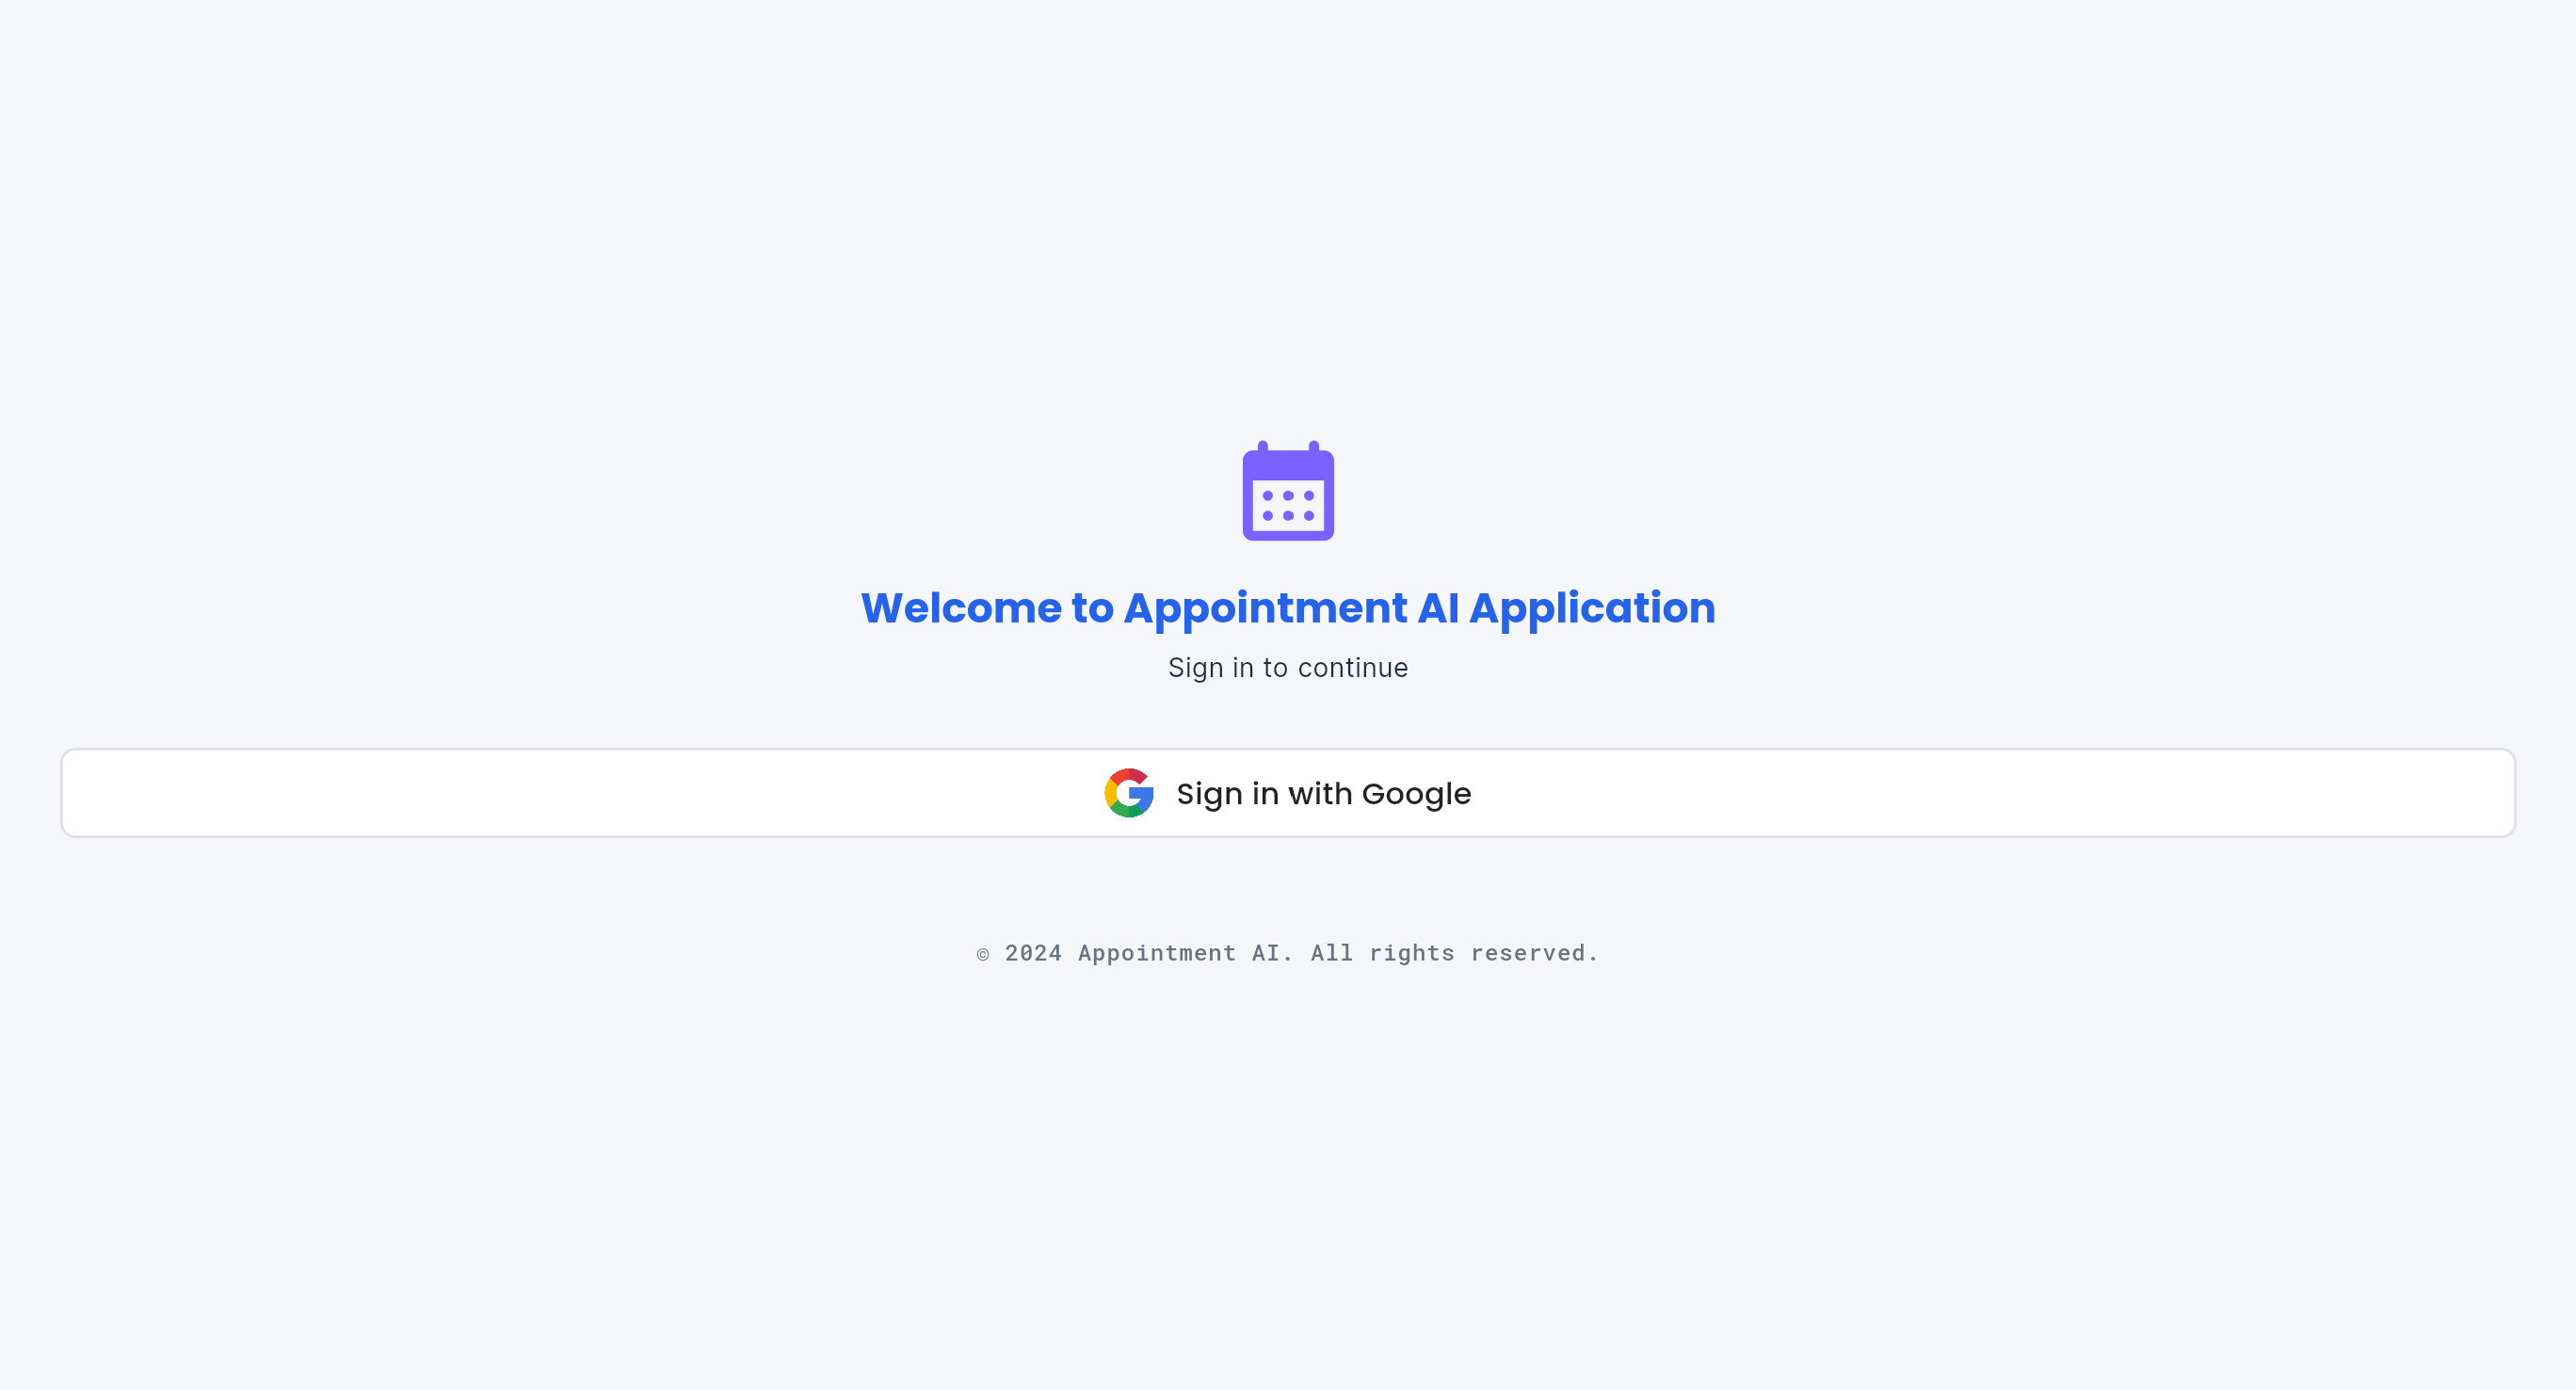 Welcome to Appointment AI Application
Sign in to continue
Sign in with Google
© 2024 Appointment AI. All rights reserved.